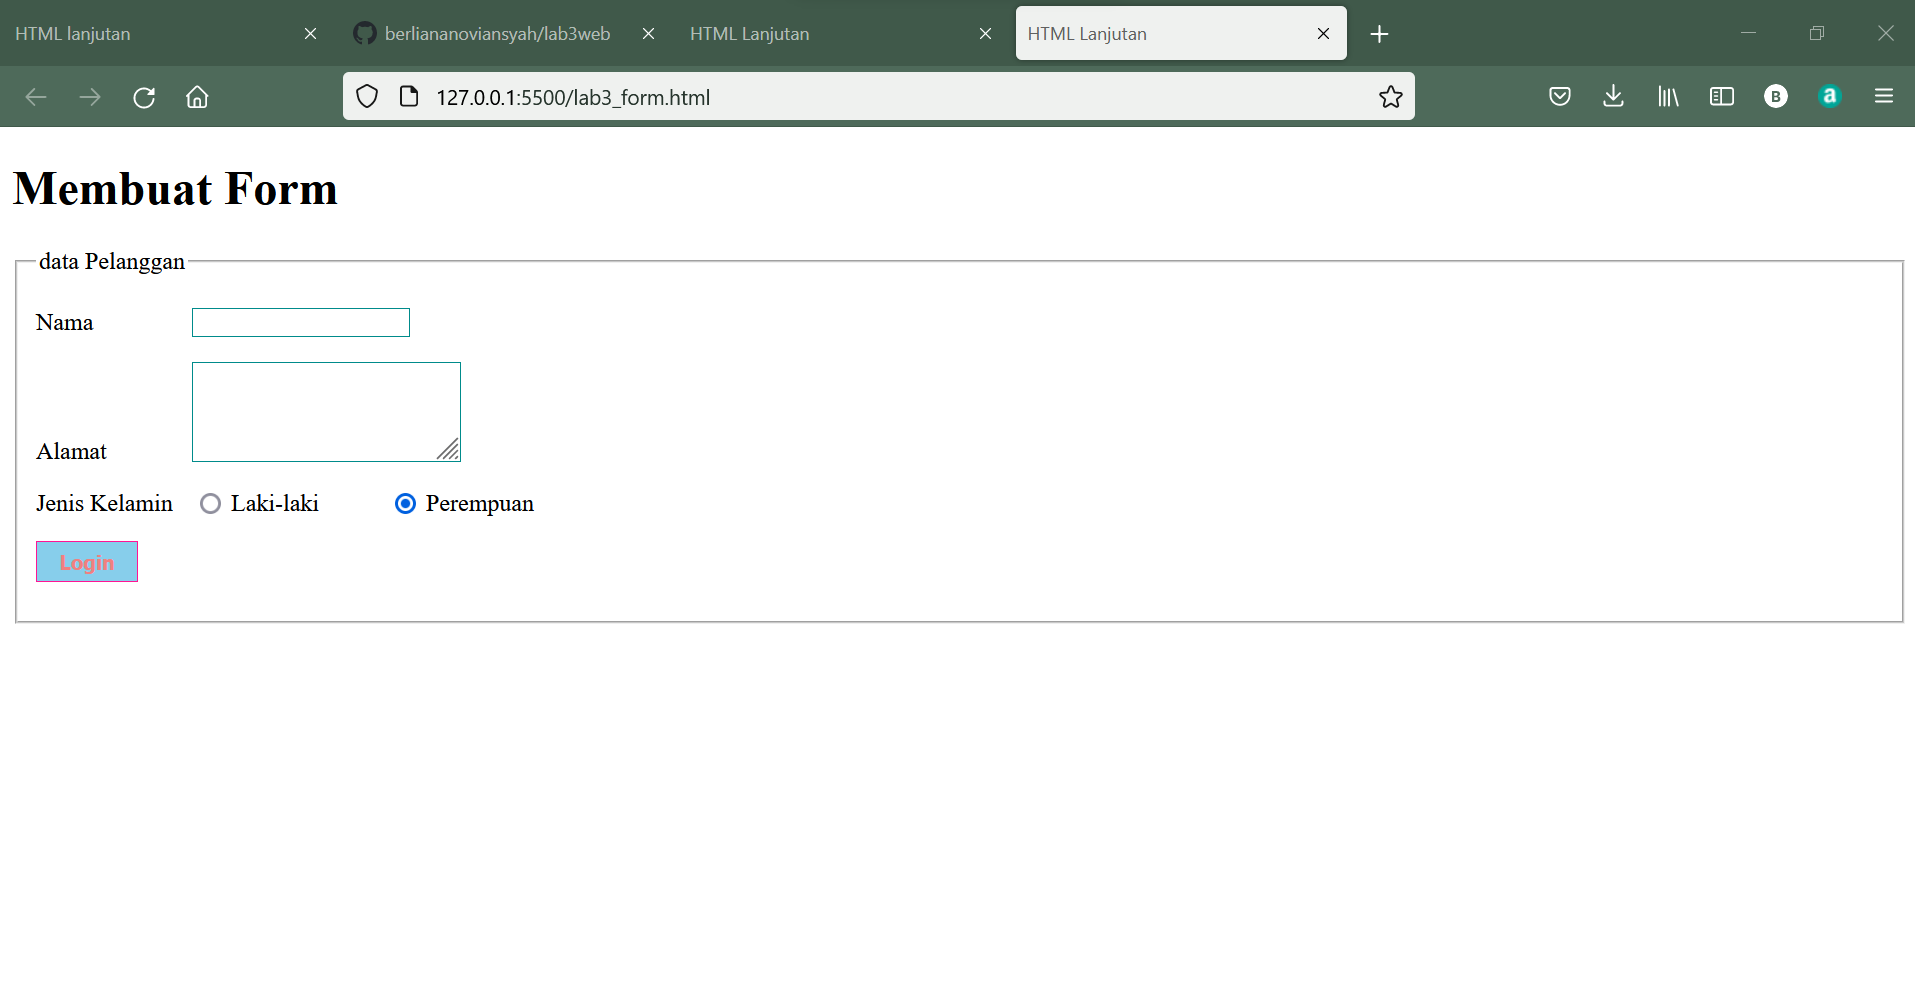 HTML lanjutan
berliananoviansyah/lab3web
HTML Lanjutan
HTML Lanjutan
127.0.0.1:5500/lab3_form.html
B
a
Membuat Form
data Pelanggan
Nama
Alamat
Jenis Kelamin Laki-laki Perempuan
Login